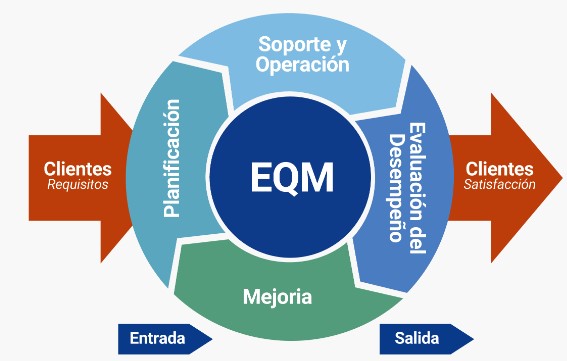 Soporte y
Operación
Planificación
EQM
Evaluación del
Desempeño
Mejoria
Clientes
Requisitos
Clientes
Satisfacción
Entrada
Salida